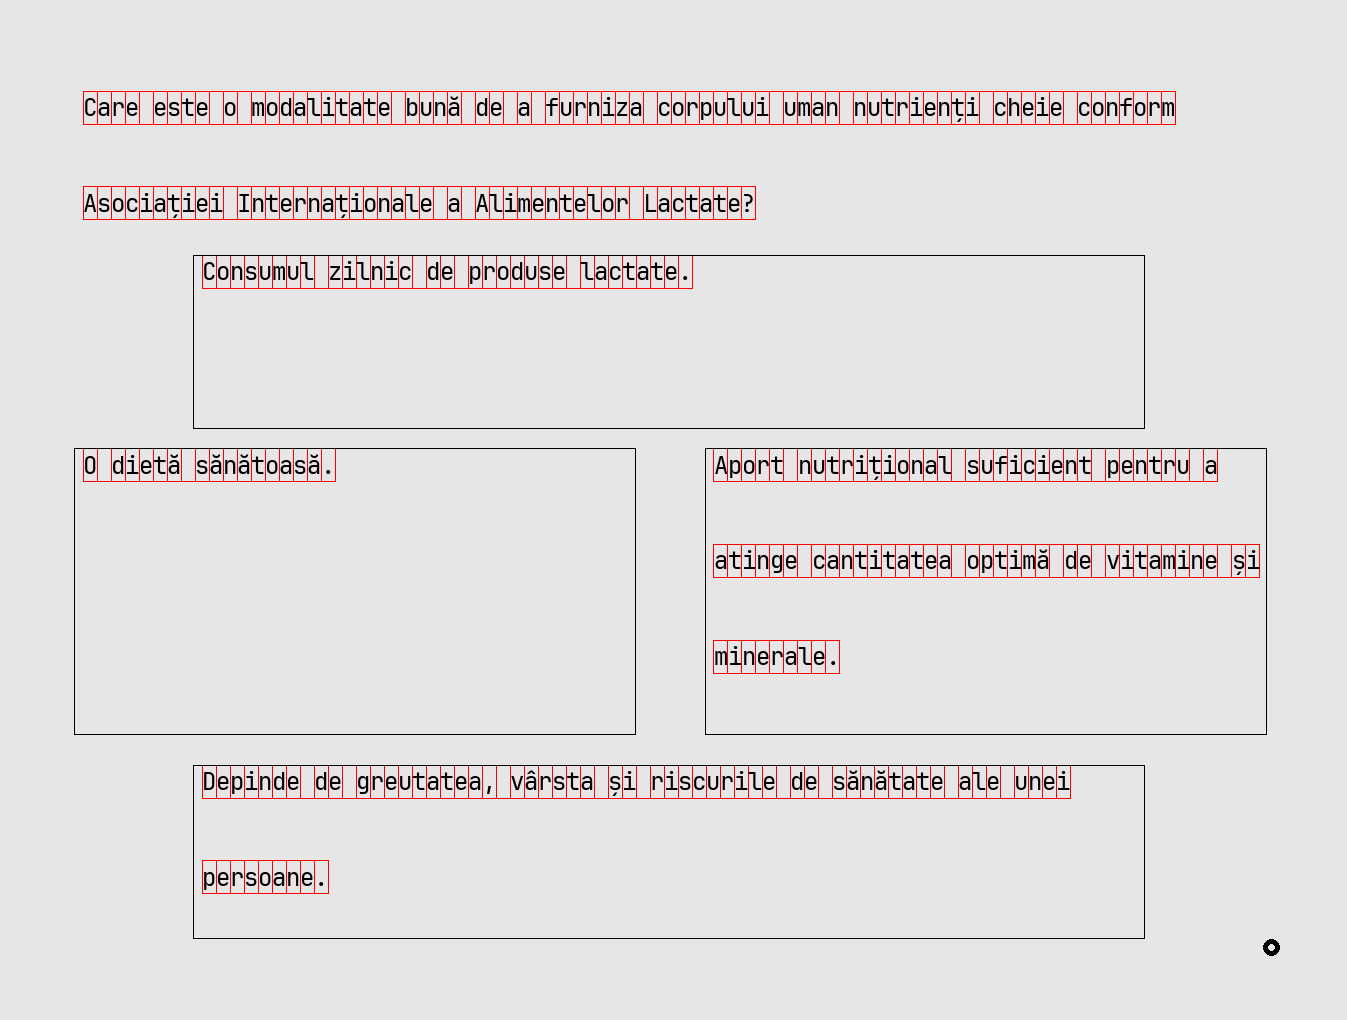 Care este o modalitate bună de a furniza corpului uman nutrienți cheie conform
Asociației Internaționale a Alimentelor Lactate?
Consumul zilnic de produse lactate.
O dietă sănătoasă.
Aport nutrițional suficient pentru a
atinge cantitatea optimă de vitamine și
minerale.
Depinde de greutatea, vârsta și riscurile de sănătate ale unei
persoane.